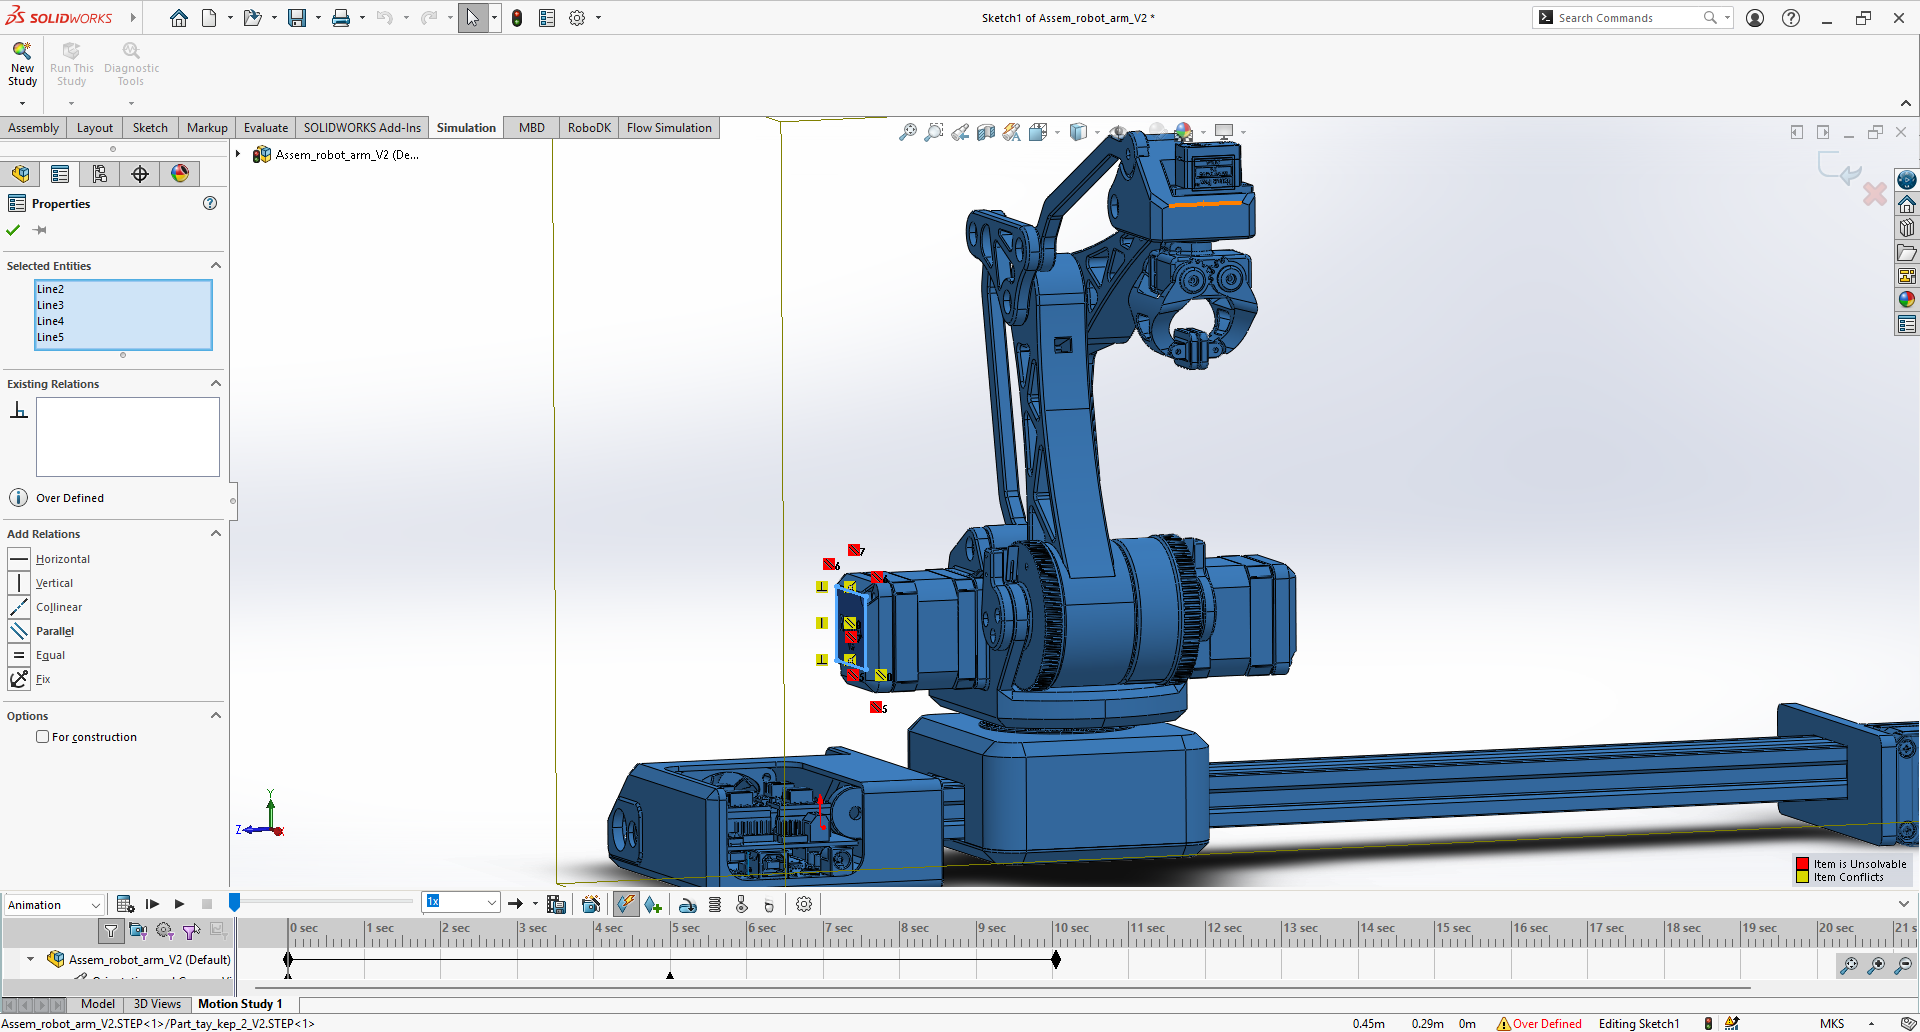 SOLIDWORKS
Sketch1 of Assem_robot_arm_V2 *
Search Commands
New Study
Run This Study
Diagnostic Tools
Assembly
Layout
Sketch
Markup
Evaluate
SOLIDWORKS Add-Ins
Simulation
MBD
RoboDK
Flow Simulation
Assem_robot_arm_V2 (De...
Properties
Selected Entities
Line2
Line3
Line4
Line5
Existing Relations
Over Defined
Add Relations
Horizontal
Vertical
Collinear
Parallel
Equal
Fix
Options
For construction
7
6
5
Y
Z
Item is Unsolvable
Item Conflicts
Animation
1x
0 sec
1 sec
2 sec
3 sec
4 sec
5 sec
6 sec
7 sec
8 sec
9 sec
10 sec
11 sec
12 sec
13 sec
14 sec
15 sec
16 sec
17 sec
18 sec
19 sec
20 sec
21 s
Assem_robot_arm_V2 (Default)
Model
3D Views
Motion Study 1
Assem_robot_arm_V2.STEP<1>/Part_tay_kep_2_V2.STEP<1>
0.45m
0.29m
0m
Over Defined
Editing Sketch1
MKS